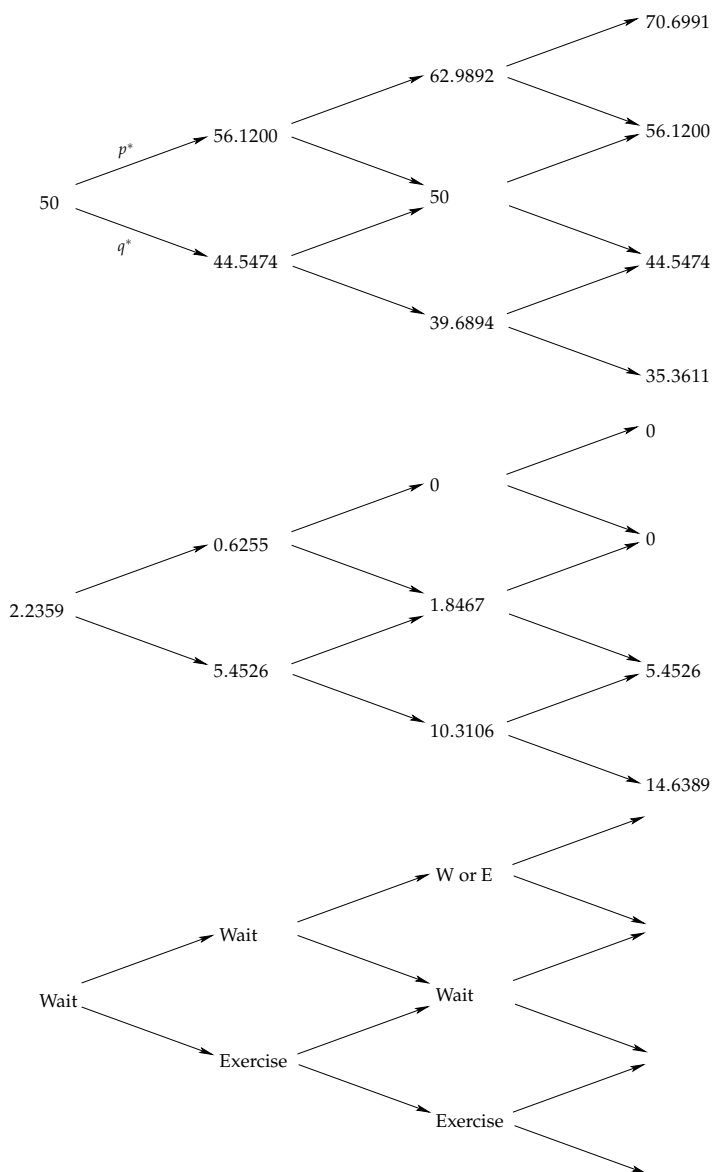 70.6991
62.9892
56.1200
56.1200
p*
50
50
q*
44.5474
44.5474
39.6894
35.3611
0
0
0.6255
0
2.2359
1.8467
5.4526
5.4526
10.3106
14.6389
W or E
Wait
Wait
Wait
Exercise
Exercise